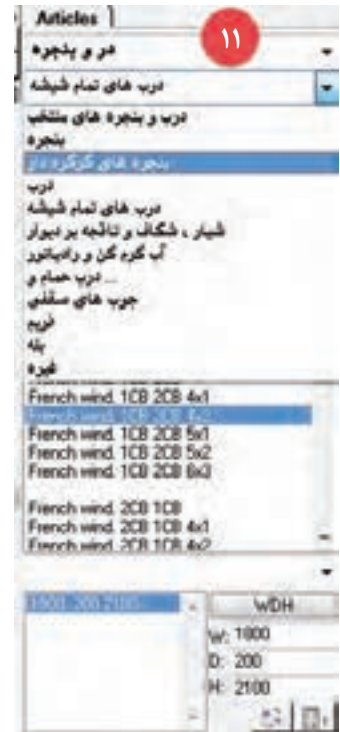 Articles
۱۱
در و پنجره
درب های تمام شیشه
درب و پنجره های منتخب
پنجره
پنجره های کرکره دار
درب
درب های تمام شیشه
شیار ، شکاف و تاقچه بر دیوار
آب گرم کن و رادیاتور
درب حمام و ...
چوب های سقفی
فریم
پله
غیره
French wind. 1CB 2CB 4x1
French wind. 1CB 2CB 4x2
French wind. 1CB 2CB 5x1
French wind. 1CB 2CB 5x2
French wind. 1CB 2CB 6x3
French wind. 2CB 1CB
French wind. 2CB 1CB 4x1
French wind. 2CB 1CB 4x2
1800 200 2100
WDH
W: 1800
D: 200
H: 2100